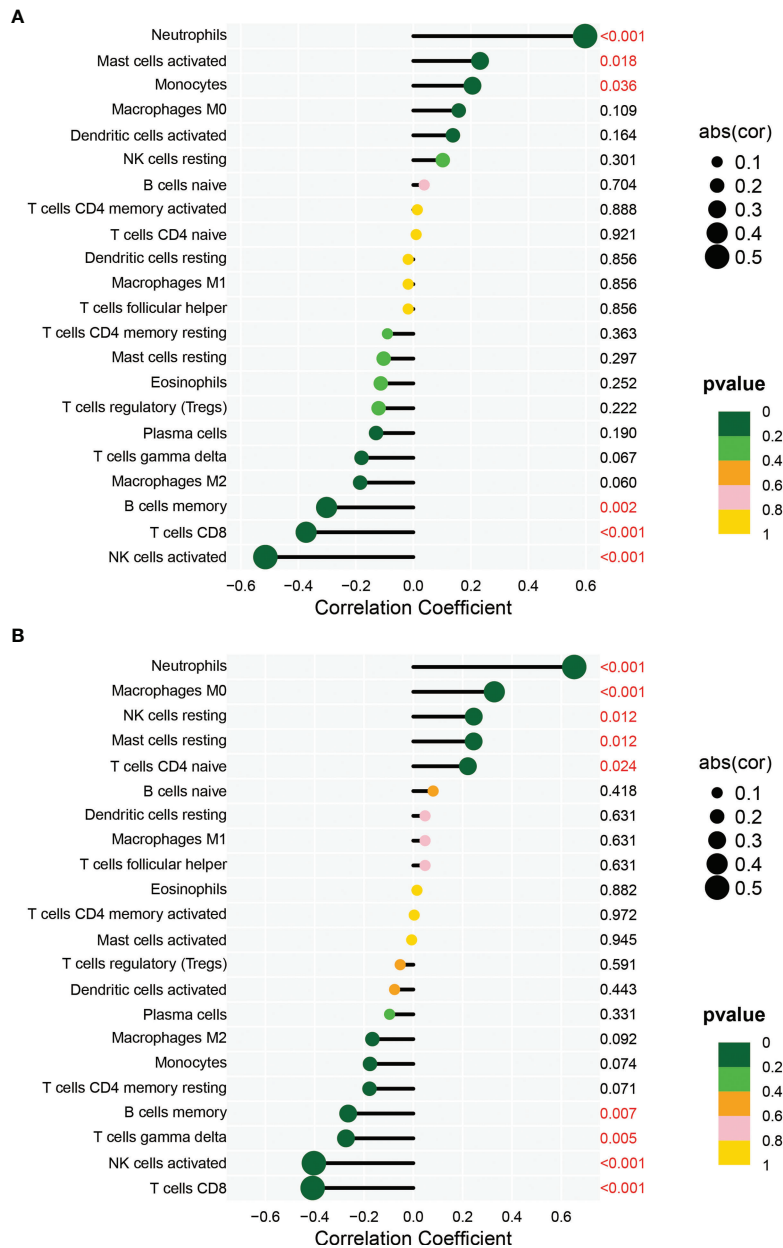 A
Neutrophils <0.001
Mast cells activated 0.018
Monocytes 0.036
Macrophages M0 0.109
Dendritic cells activated 0.164
NK cells resting 0.301
B cells naive 0.704
T cells CD4 memory activated 0.888
T cells CD4 naive 0.921
Dendritic cells resting 0.856
Macrophages M1 0.856
T cells follicular helper 0.856
T cells CD4 memory resting 0.363
Mast cells resting 0.297
Eosinophils 0.252
T cells regulatory (Tregs) 0.222
Plasma cells 0.190
T cells gamma delta 0.067
Macrophages M2 0.060
B cells memory 0.002
T cells CD8 <0.001
NK cells activated <0.001
−0.6 −0.4 −0.2 0.0 0.2 0.4 0.6
Correlation Coefficient
abs(cor)
0.1
0.2
0.3
0.4
0.5
pvalue
0
0.2
0.4
0.6
0.8
1
B
Neutrophils <0.001
Macrophages M0 <0.001
NK cells resting 0.012
Mast cells resting 0.012
T cells CD4 naive 0.024
B cells naive 0.418
Dendritic cells resting 0.631
Macrophages M1 0.631
T cells follicular helper 0.631
Eosinophils 0.882
T cells CD4 memory activated 0.972
Mast cells activated 0.945
T cells regulatory (Tregs) 0.591
Dendritic cells activated 0.443
Plasma cells 0.331
Macrophages M2 0.092
Monocytes 0.074
T cells CD4 memory resting 0.071
B cells memory 0.007
T cells gamma delta 0.005
NK cells activated <0.001
T cells CD8 <0.001
−0.6 −0.4 −0.2 0.0 0.2 0.4 0.6
Correlation Coefficient
abs(cor)
0.1
0.2
0.3
0.4
0.5
pvalue
0
0.2
0.4
0.6
0.8
1